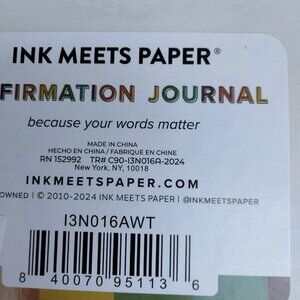 INK MEETS PAPER®
FIRMATION JOURNAL
because your words matter
MADE IN CHINA
HECHO EN CHINA / FABRIQUE EN CHINE
RN 152992 TR# C90-I3N016A-2024
New York, NY, 10018
INKMEETSPAPER.COM
OWNED | © 2010-2024 INK MEETS PAPER | @INKMEETSPAPER
I3N016AWT
8 40070 95113 6